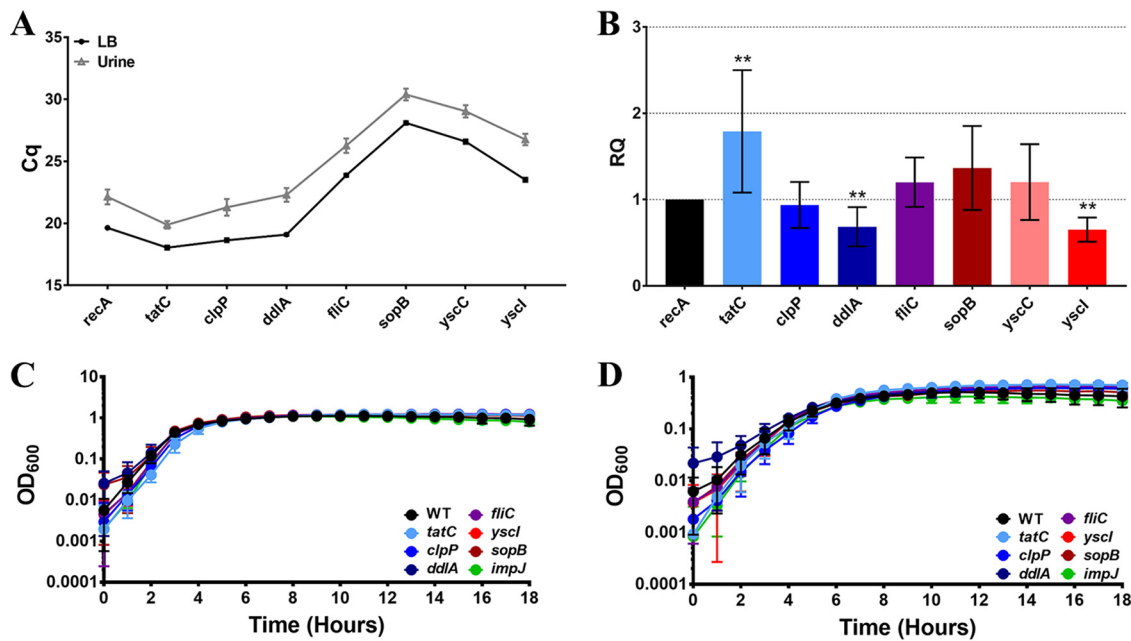 A
35
30
25
20
15
Cq
LB
Urine
recA
tatC
clpP
ddlA
fliC
sopB
yscC
yscI
B
3
2
1
0
RQ
**
**
**
recA
tatC
clpP
ddlA
fliC
sopB
yscC
yscI
C
10
1
0.1
0.01
0.001
0.0001
OD600
WT fliC
tatC yscI
clpP sopB
ddlA impJ
0 2 4 6 8 10 12 14 16 18
Time (Hours)
D
1
0.1
0.01
0.001
0.0001
OD600
WT fliC
tatC yscI
clpP sopB
ddlA impJ
0 2 4 6 8 10 12 14 16 18
Time (Hours)